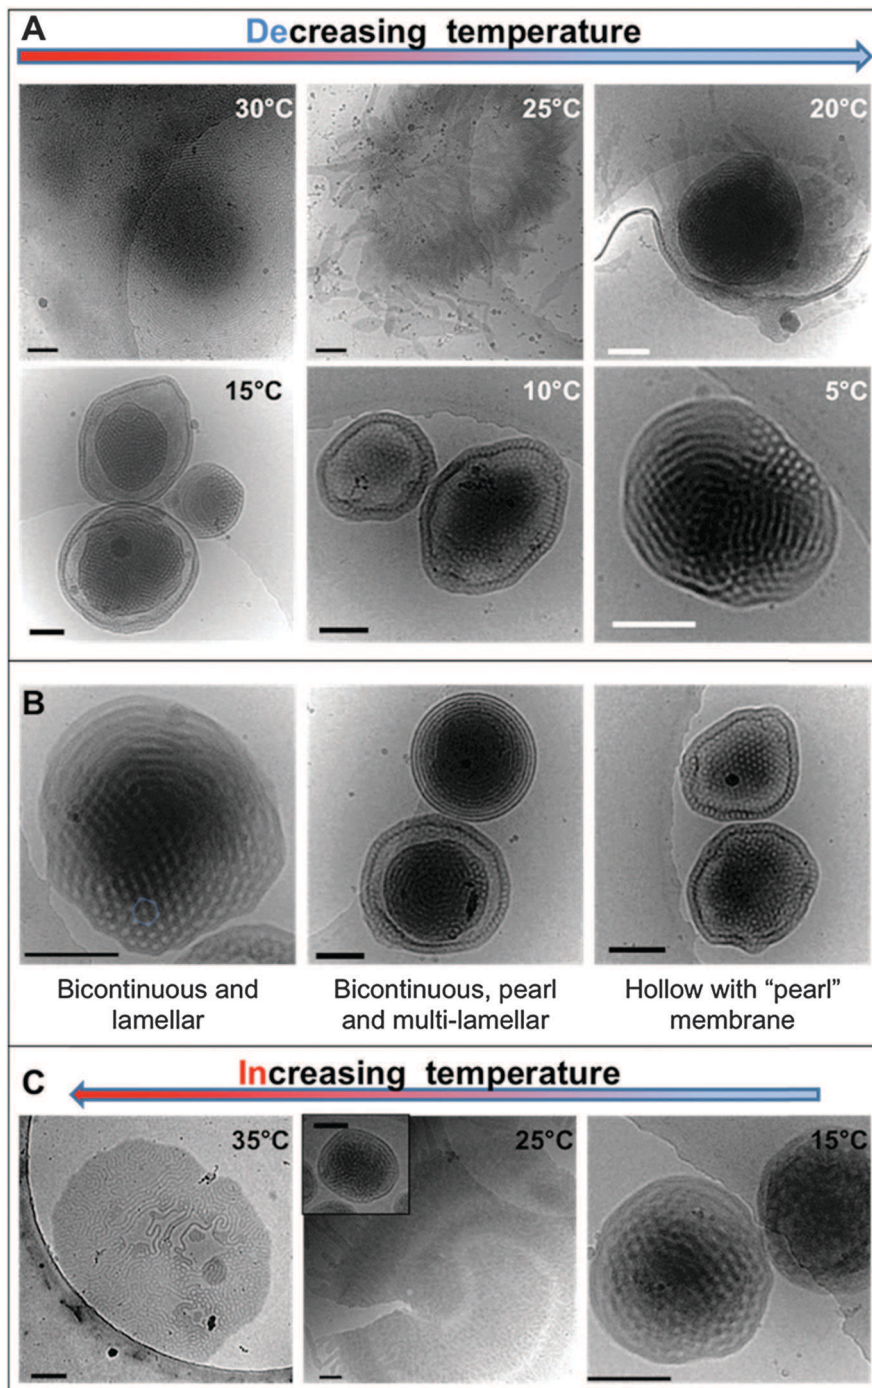 A
Decreasing temperature
30°C
25°C
20°C
15°C
10°C
5°C
B
Bicontinuous and
lamellar
Bicontinuous, pearl
and multi-lamellar
Hollow with “pearl”
membrane
C
Increasing temperature
35°C
25°C
15°C